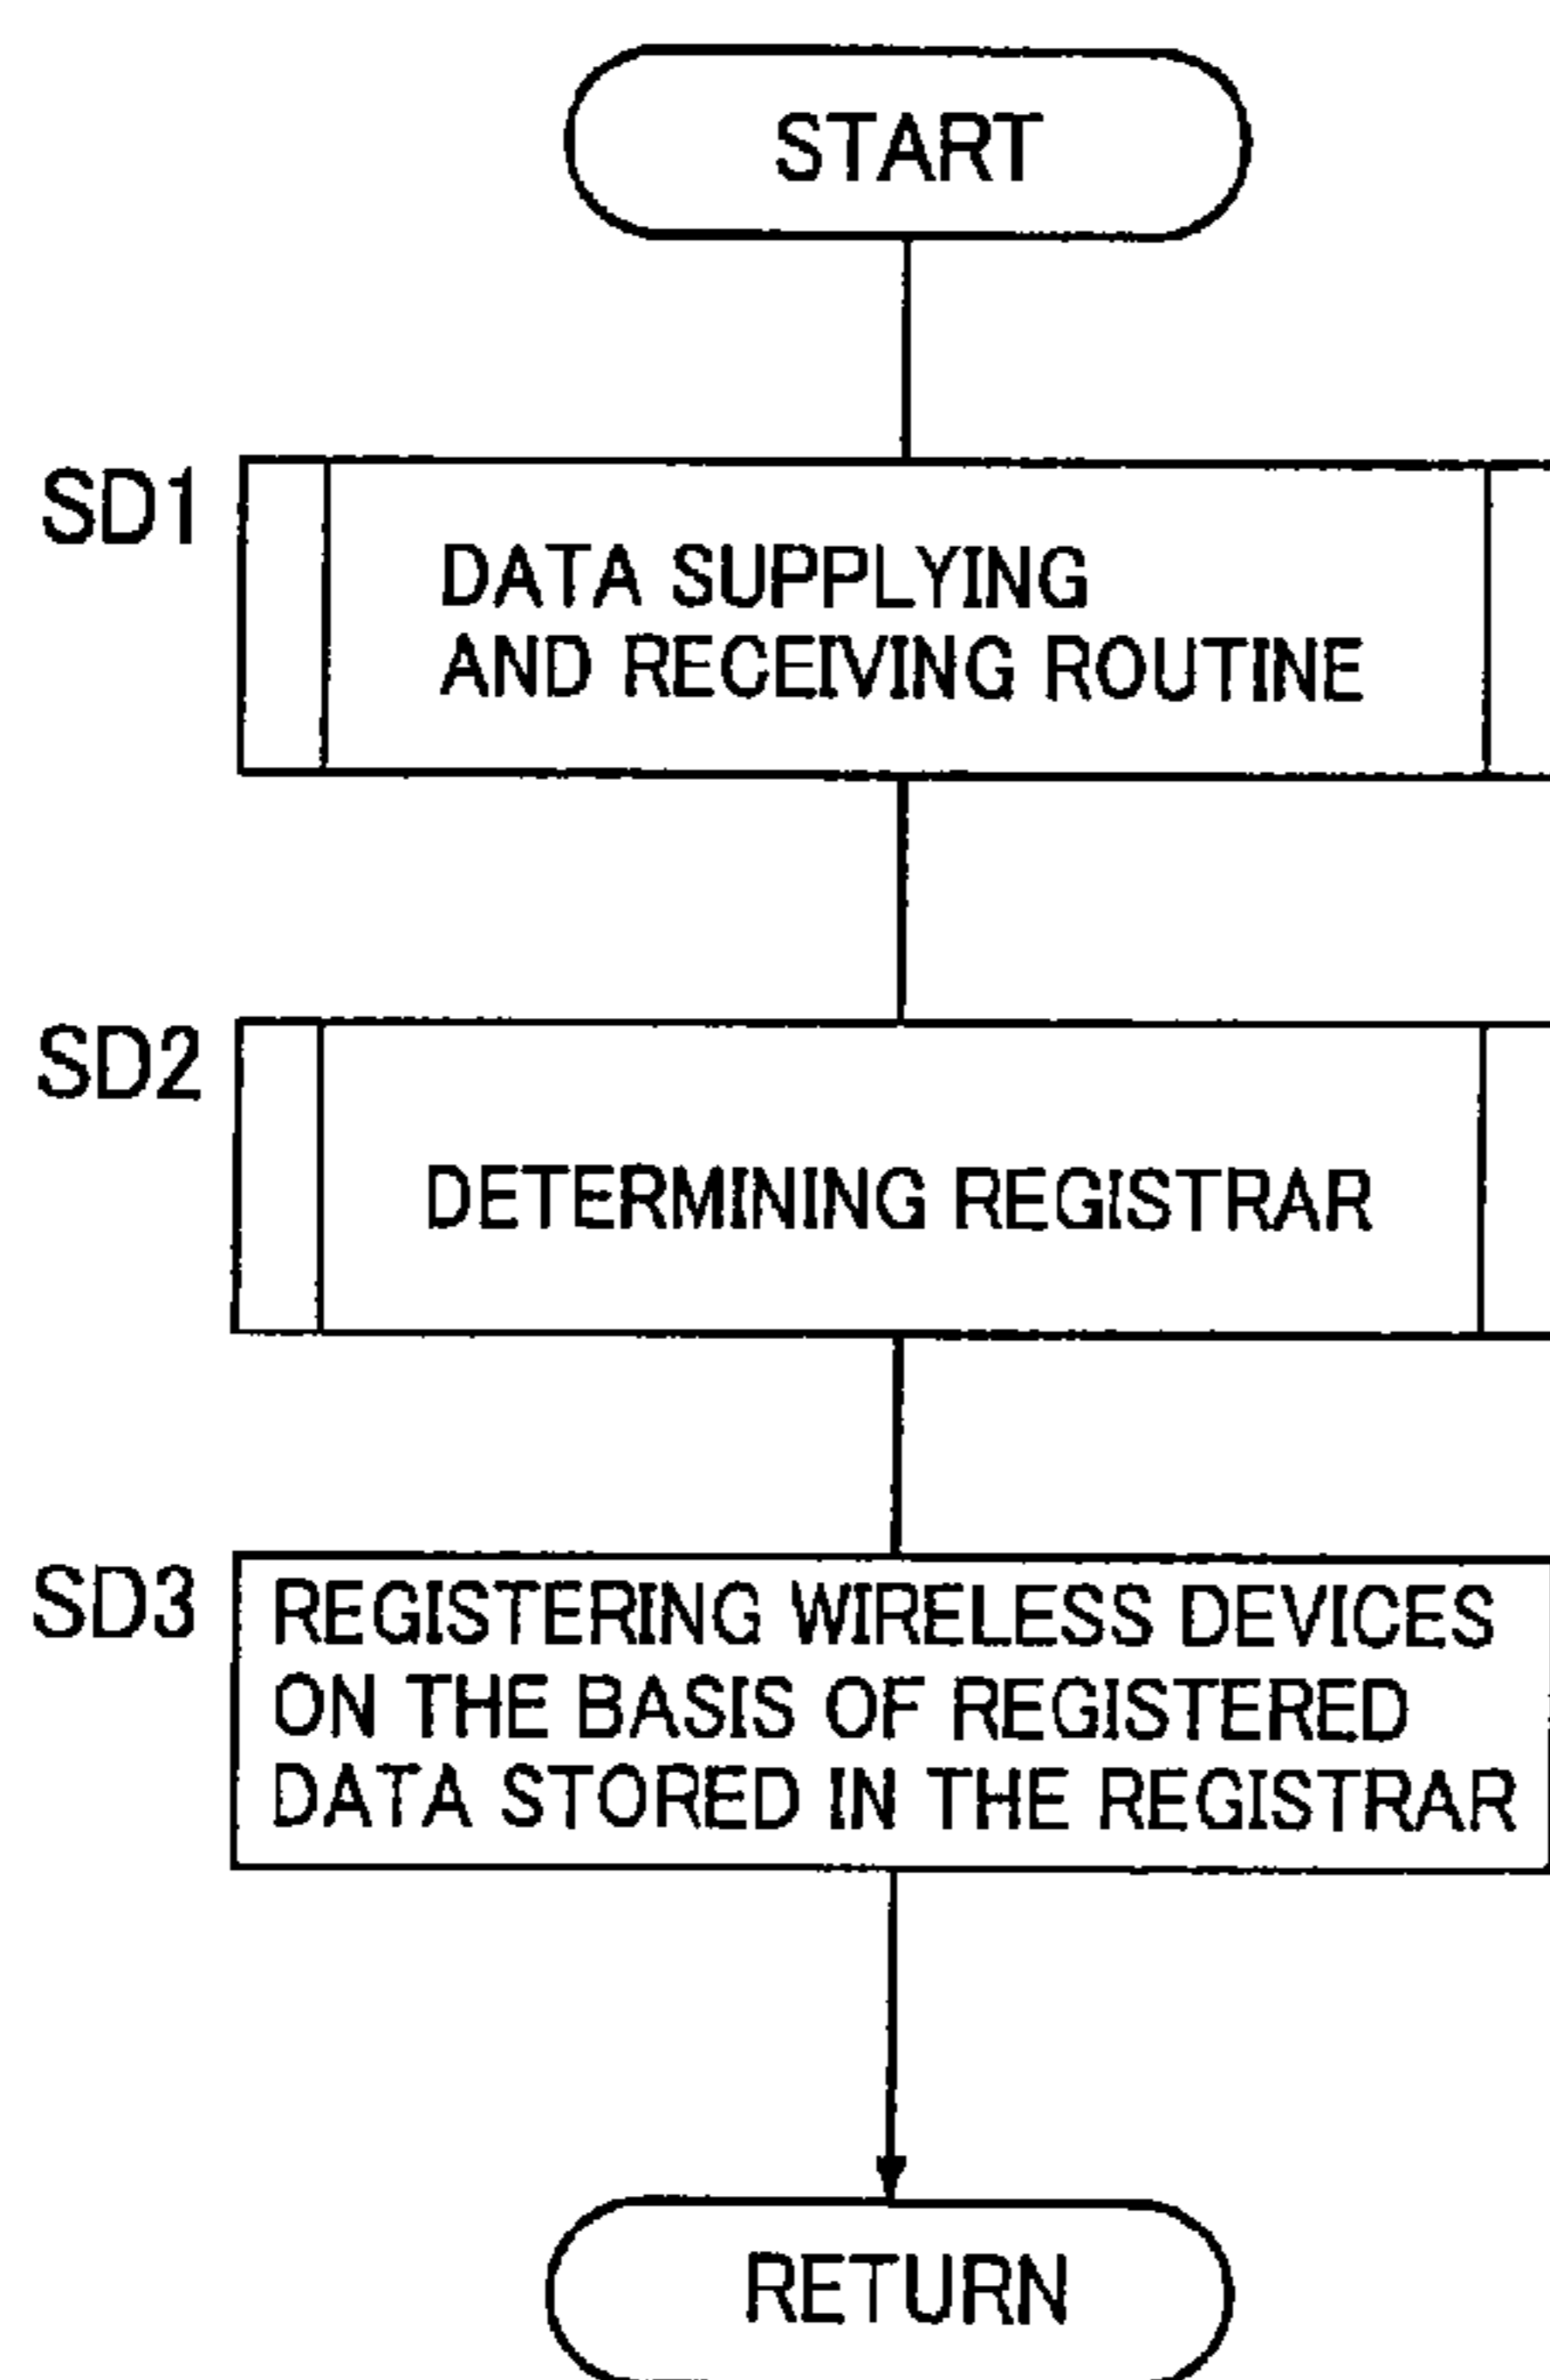 START
SD1
DATA SUPPLYING
AND RECEIVING ROUTINE
SD2
DETERMINING REGISTRAR
SD3
REGISTERING WIRELESS DEVICES
ON THE BASIS OF REGISTERED
DATA STORED IN THE REGISTRAR
RETURN